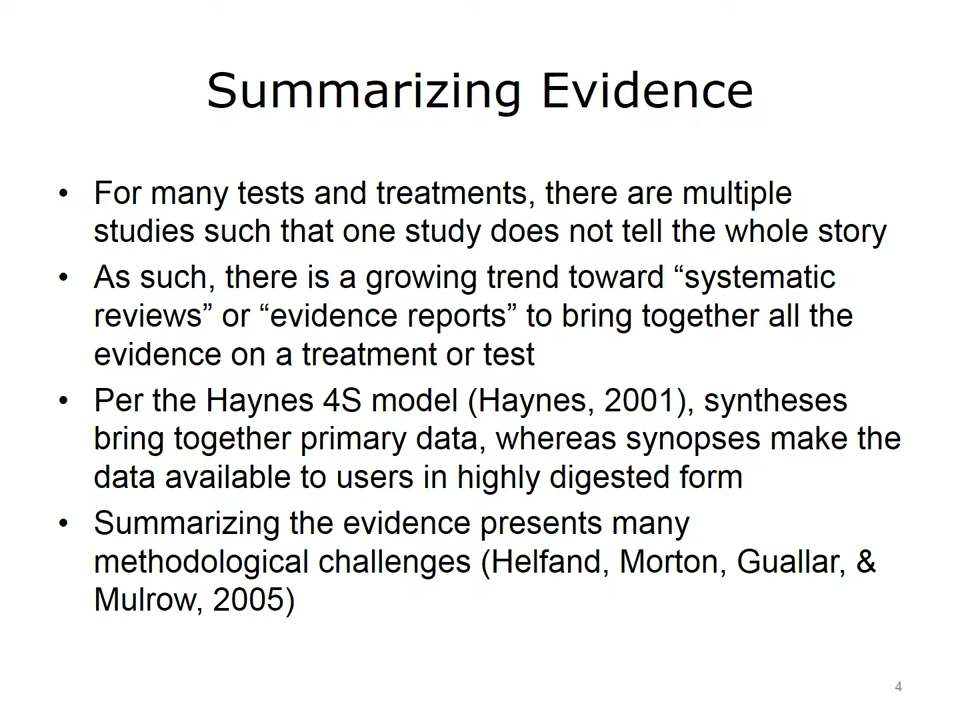 Summarizing Evidence
• For many tests and treatments, there are multiple
studies such that one study does not tell the whole story
• As such, there is a growing trend toward “systematic
reviews” or “evidence reports” to bring together all the
evidence on a treatment or test
• Per the Haynes 4S model (Haynes, 2001), syntheses
bring together primary data, whereas synopses make the
data available to users in highly digested form
• Summarizing the evidence presents many
methodological challenges (Helfand, Morton, Guallar, &
Mulrow, 2005)
4